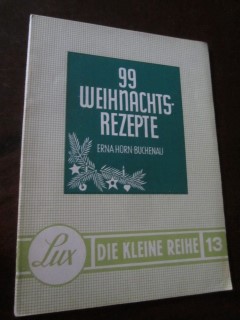 99
WEIHNACHTS-
REZEPTE
ERNA HORN-BUCHENAU
Lux DIE KLEINE REIHE 13